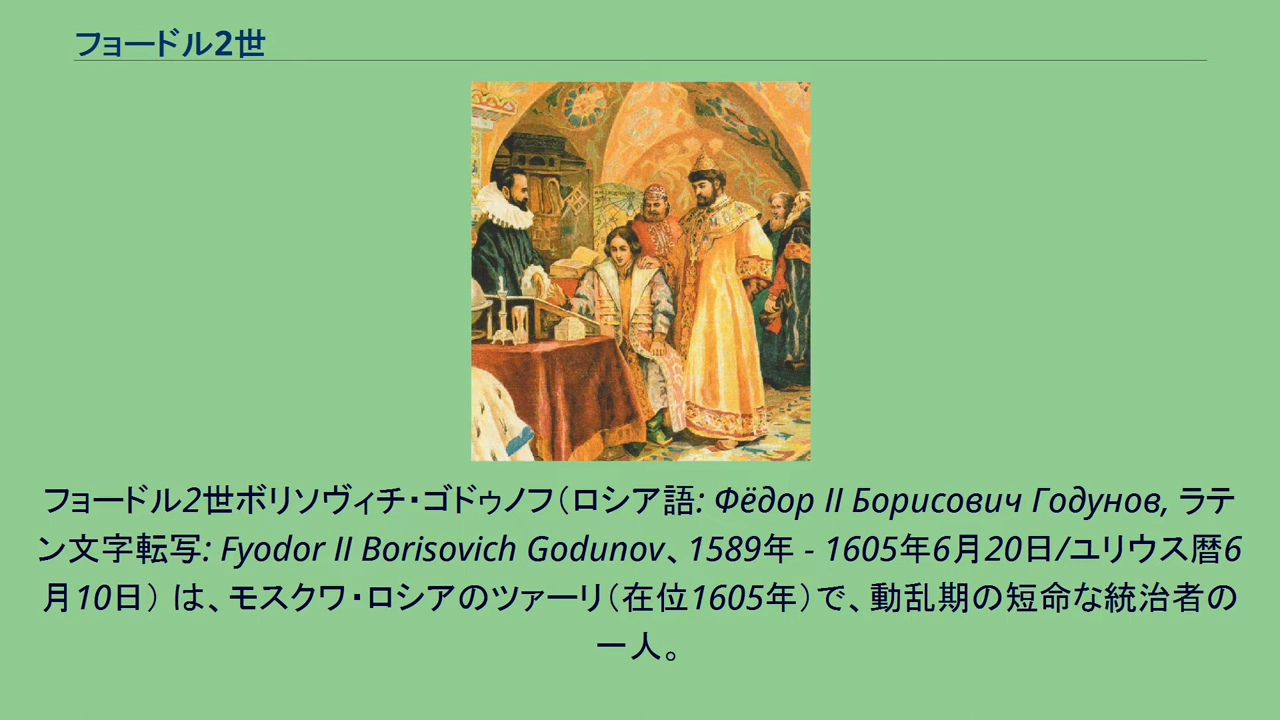 フョードル2世
フョードル2世ボリソヴィチ・ゴドゥノフ（ロシア語: Фёдор II Борисович Годунов, ラテ
ン文字転写: Fyodor II Borisovich Godunov、1589年 - 1605年6月20日/ユリウス暦6
月10日） は、モスクワ・ロシアのツァーリ（在位1605年）で、動乱期の短命な統治者の
一人。